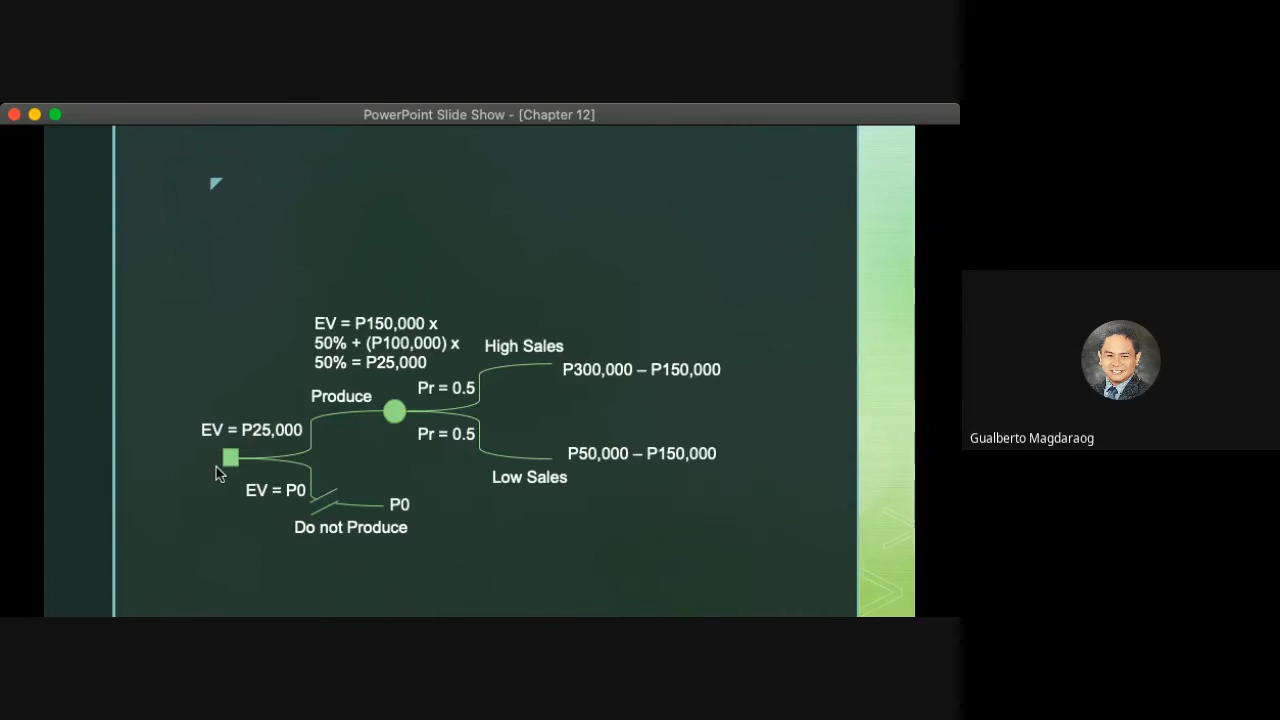 PowerPoint Slide Show - [Chapter 12]
EV = P150,000 x
50% + (P100,000) x
50% = P25,000
High Sales
P300,000 – P150,000
Pr = 0.5
Produce
EV = P25,000
Pr = 0.5
P50,000 – P150,000
Low Sales
EV = P0
P0
Do not Produce
Gualberto Magdaraog